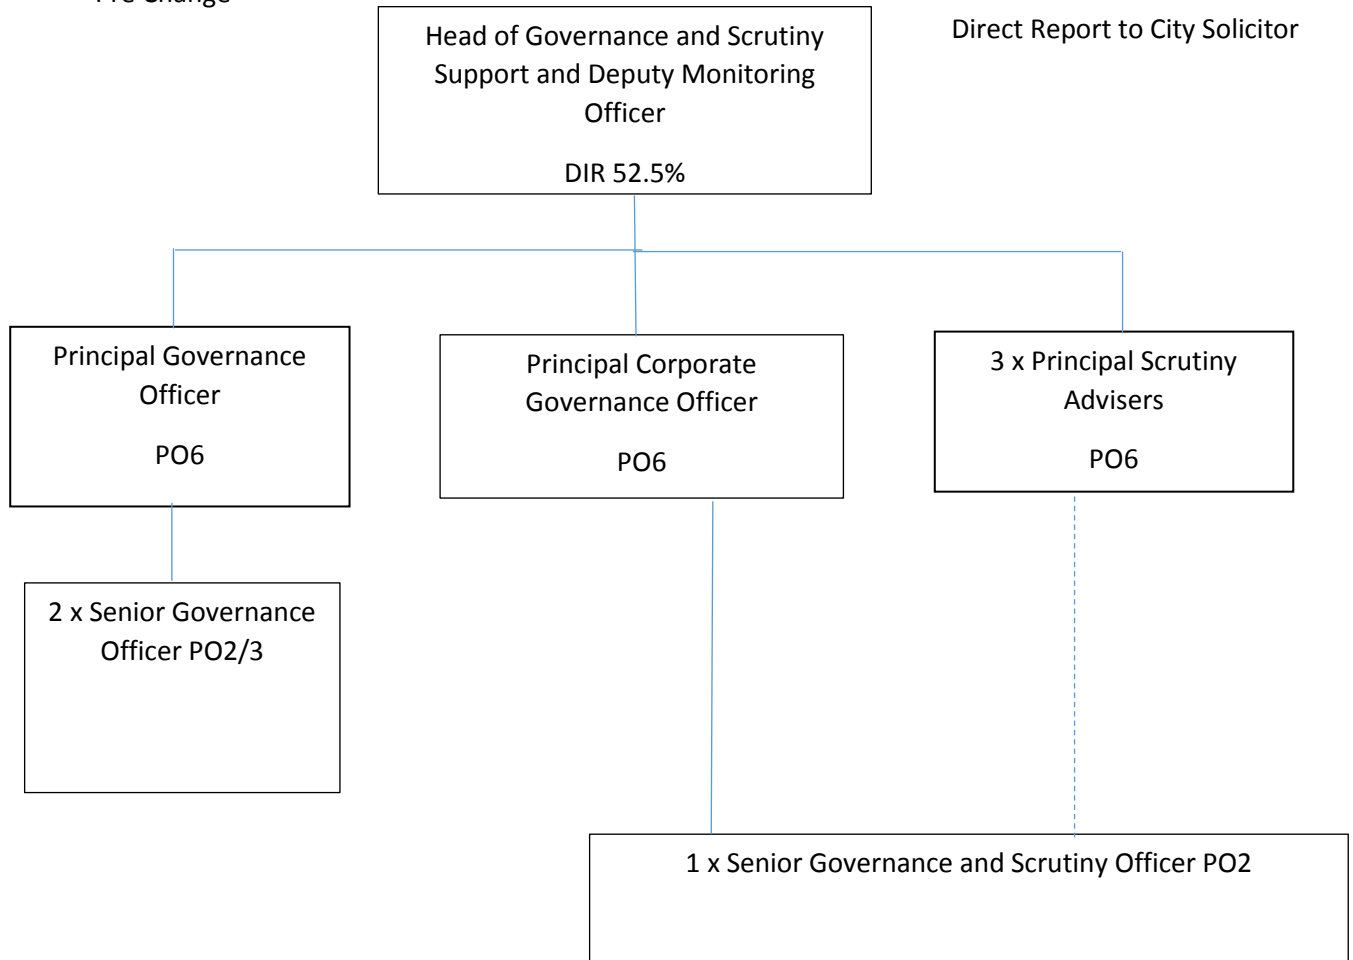 Pre Change
Direct Report to City Solicitor
Head of Governance and Scrutiny
Support and Deputy Monitoring
Officer
DIR 52.5%
Principal Governance
Officer
PO6
Principal Corporate
Governance Officer
PO6
3 x Principal Scrutiny
Advisers
PO6
2 x Senior Governance
Officer PO2/3
1 x Senior Governance and Scrutiny Officer PO2